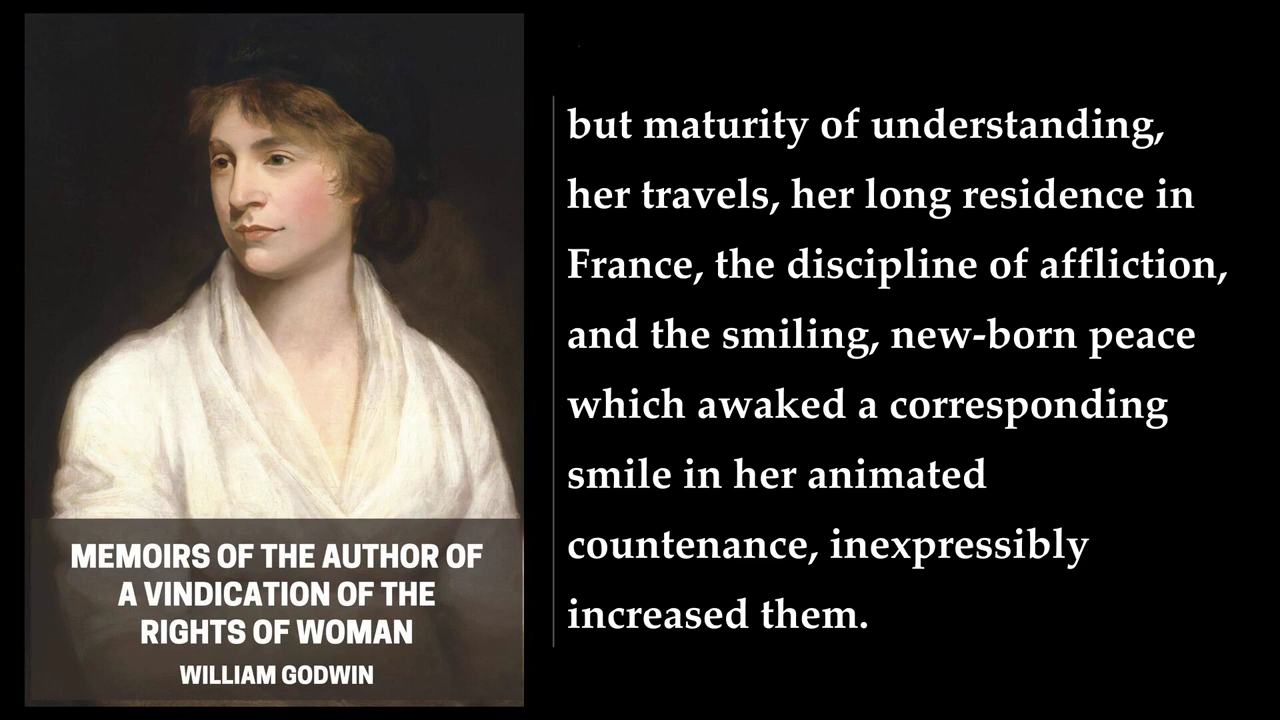 MEMOIRS OF THE AUTHOR OF
A VINDICATION OF THE
RIGHTS OF WOMAN
WILLIAM GODWIN
but maturity of understanding,
her travels, her long residence in
France, the discipline of affliction,
and the smiling, new-born peace
which awaked a corresponding
smile in her animated
countenance, inexpressibly
increased them.